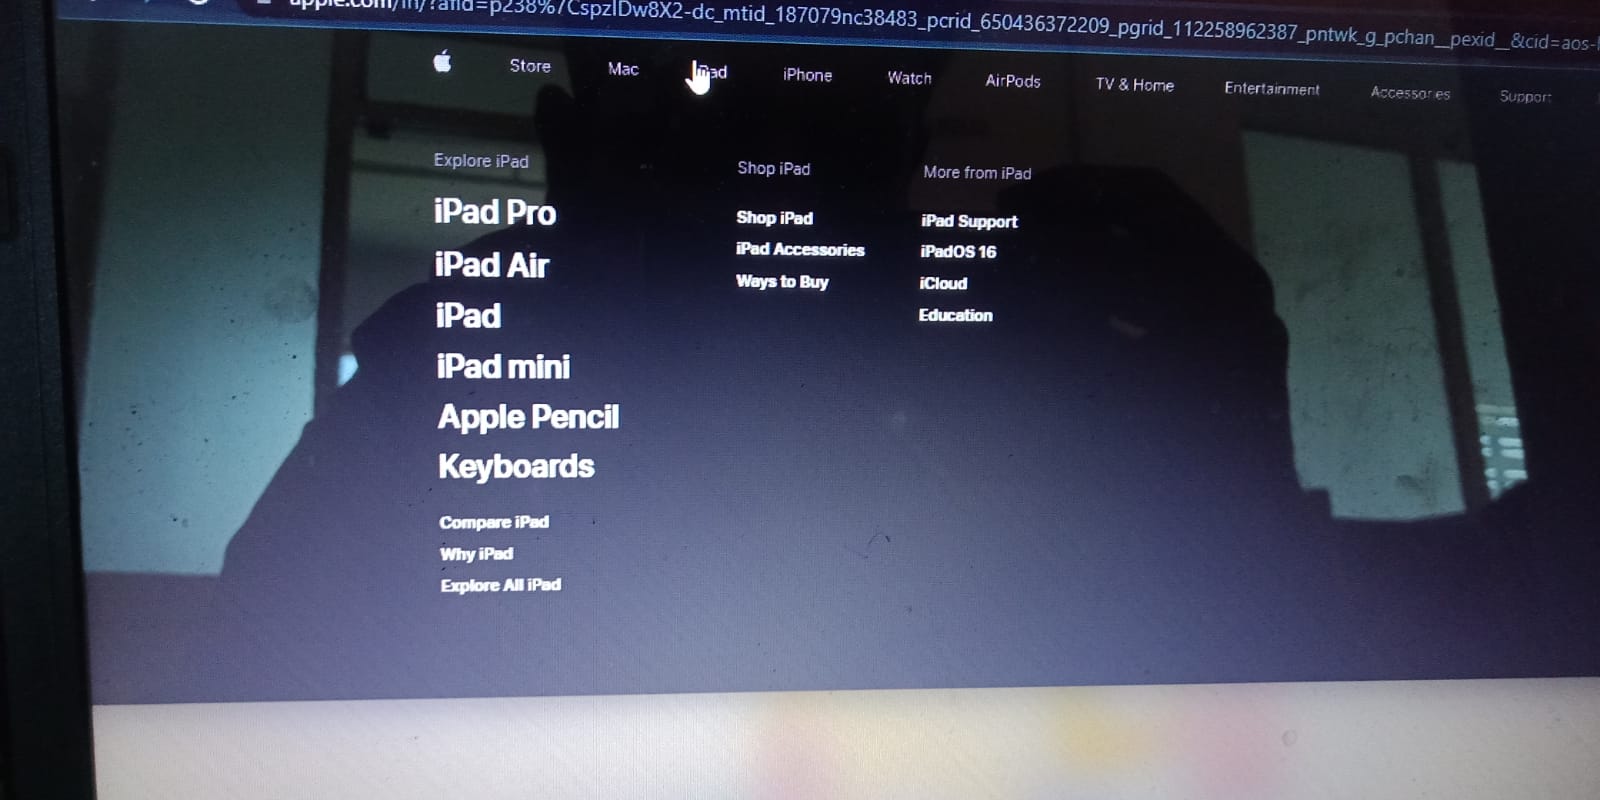 apple.com/in/?afid=p238%7CspzIDw8X2-dc_mtid_187079nc38483_pcrid_650436372209_pgrid_112258962387_pntwk_g_pchan__pexid__&cid=aos-
Store Mac iPad iPhone Watch AirPods TV & Home Entertainment Accessories Support
Explore iPad
iPad Pro
iPad Air
iPad
iPad mini
Apple Pencil
Keyboards
Compare iPad
Why iPad
Explore All iPad
Shop iPad
Shop iPad
iPad Accessories
Ways to Buy
More from iPad
iPad Support
iPadOS 16
iCloud
Education